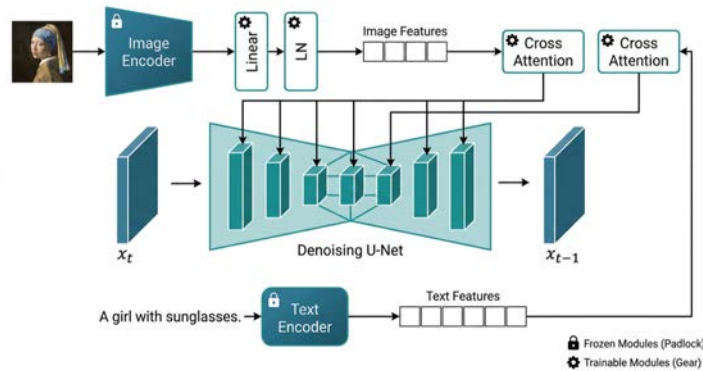 Image
Encoder
Linear
LN
Image Features
Cross
Attention
Cross
Attention
x_t
Denoising U-Net
x_{t-1}
A girl with sunglasses.
Text
Encoder
Text Features
Frozen Modules (Padlock)
Trainable Modules (Gear)